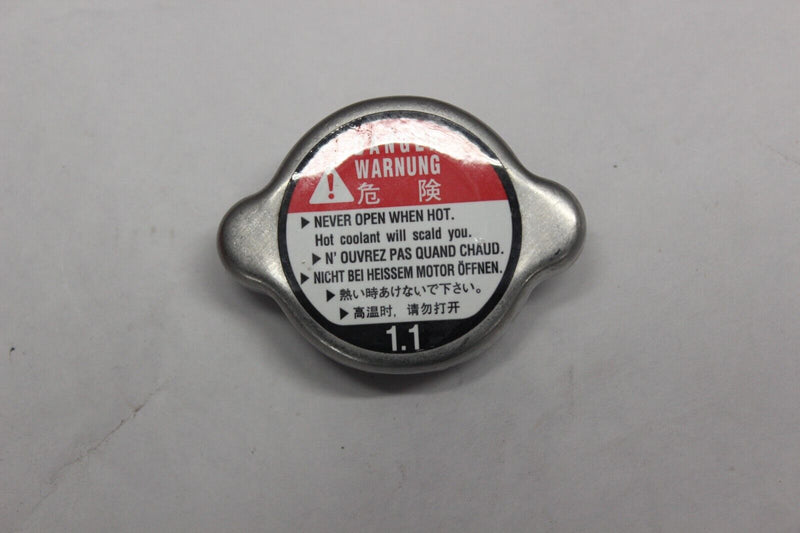 WARNUNG
危 険
▶ NEVER OPEN WHEN HOT.
Hot coolant will scald you.
▶ N' OUVREZ PAS QUAND CHAUD.
▶ NICHT BEI HEISSEM MOTOR ÖFFNEN.
▶ 熱い時あけないで下さい。
▶ 高温时，请勿打开
1.1